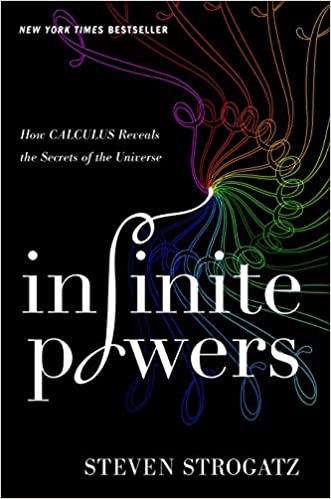 NEW YORK TIMES BESTSELLER
How CALCULUS Reveals
the Secrets of the Universe
infinite
powers
STEVEN STROGATZ